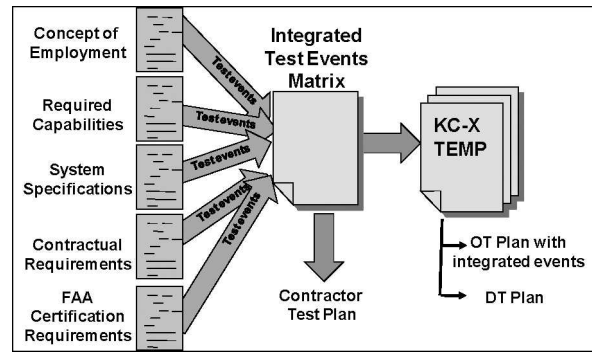 Concept of
Employment
Required
Capabilities
System
Specifications
Contractual
Requirements
FAA
Certification
Requirements
Test events
Test events
Test events
Test events
Test events
Integrated
Test Events
Matrix
Contractor
Test Plan
KC-X
TEMP
OT Plan with
integrated events
DT Plan